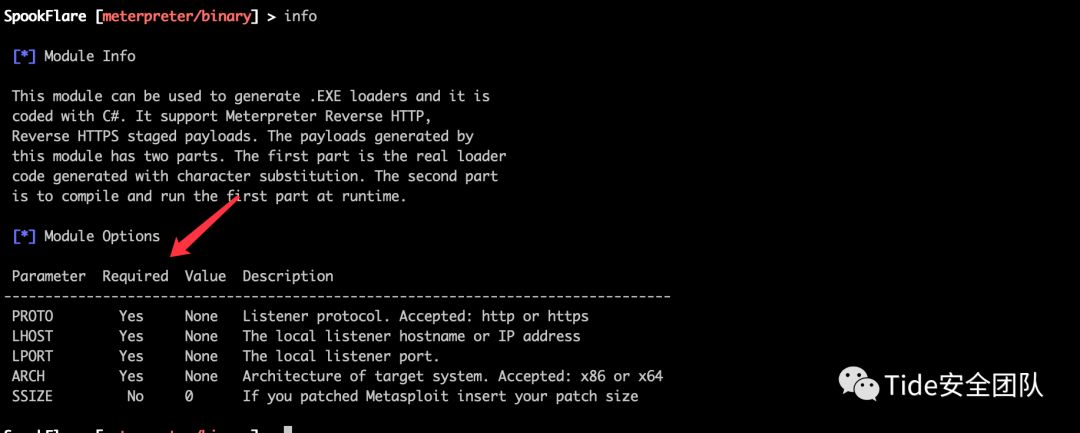 SpookFlare [meterpreter/binary] > info
[*] Module Info
This module can be used to generate .EXE loaders and it is
coded with C#. It support Meterpreter Reverse HTTP,
Reverse HTTPS staged payloads. The payloads generated by
this module has two parts. The first part is the real loader
code generated with character substitution. The second part
is to compile and run the first part at runtime.
[*] Module Options
Parameter Required Value Description
--------------------------------------------------------------------------------
PROTO Yes None Listener protocol. Accepted: http or https
LHOST Yes None The local listener hostname or IP address
LPORT Yes None The local listener port.
ARCH Yes None Architecture of target system. Accepted: x86 or x64
SSIZE No 0 If you patched Metasploit insert your patch size
Tide安全团队